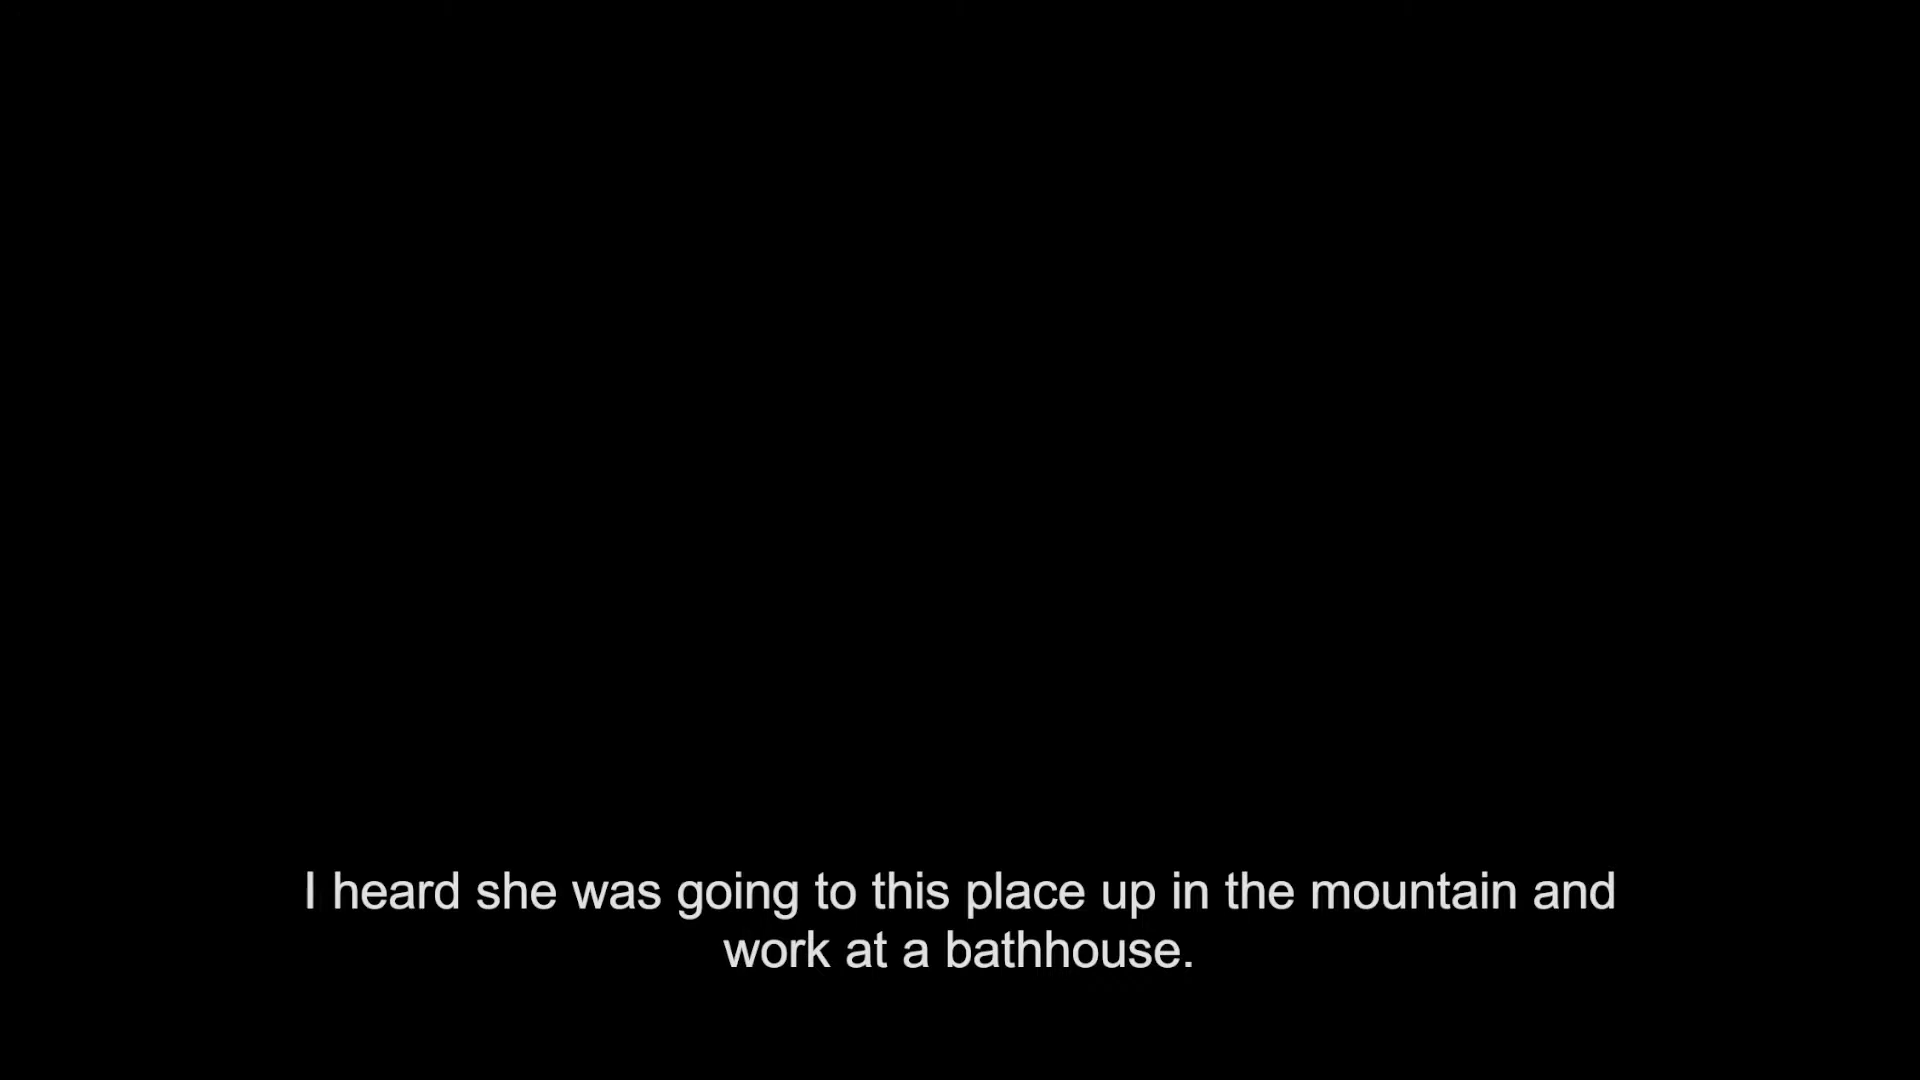 I heard she was going to this place up in the mountain and
work at a bathhouse.